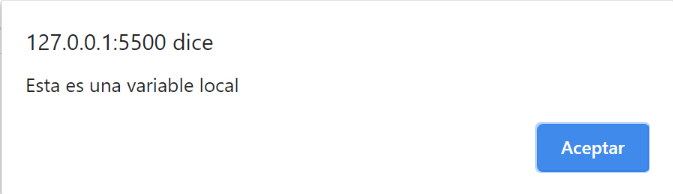 127.0.0.1:5500 dice
Esta es una variable local
Aceptar